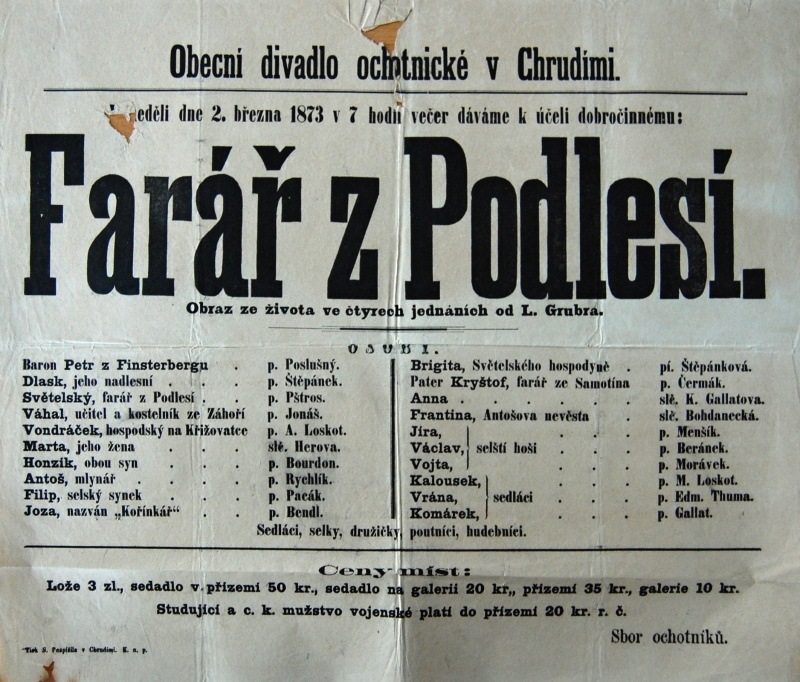 Obecní divadlo ochotnické v Chrudími.
neděli dne 2. března 1873 v 7 hodin večer dáváme k účeli dobročinnému:
Farář z Podlesí.
Obraz ze života ve čtyrech jednáních od L. Grubra.
OSOBY.
Baron Petr z Finsterbergu . p. Poslušný.
Dlask, jeho nadlesní . . . p. Štěpánek.
Světelský, farář z Podlesí . . p. Pštros.
Váhal, učitel a kostelník ze Záhoří p. Jonáš.
Vondráček, hospodský na Křižovatce p. A. Loskot.
Marta, jeho žena . . . slč. Herova.
Honzík, obou syn . . . p. Bourdon.
Antoš, mlynář . . . p. Rychlík.
Filip, selský synek . . . p. Pacák.
Joza, nazván „Kořínkář“ . . p. Bendl.
Brigita, Světelského hospodyně . pí. Štěpánková.
Pater Kryštof, farář ze Samotína p. Čermák.
Anna . . . . . . slč. K. Gallatova.
Frantina, Antošova nevěsta . slč. Bohdanecká.
Jíra, . . . p. Menšík.
Václav, selští hoši . . . p. Beránek.
Vojta, . . . p. Morávek.
Kalousek, . . . p. M. Loskot.
Vrána, sedláci . . . p. Edm. Thuma.
Komárek, . . . p. Gallat.
Sedláci, selky, družičky, poutníci, hudebníci.
Ceny míst:
Lože 3 zl., sedadlo v přízemí 50 kr., sedadlo na galerii 20 kr., přízemí 35 kr., galerie 10 kr.
Studující a c. k. mužstvo vojenské platí do přízemí 20 kr. r. č.
Sbor ochotníků.
Tisk S. Pospíšila v Chrudími. K. n. p.